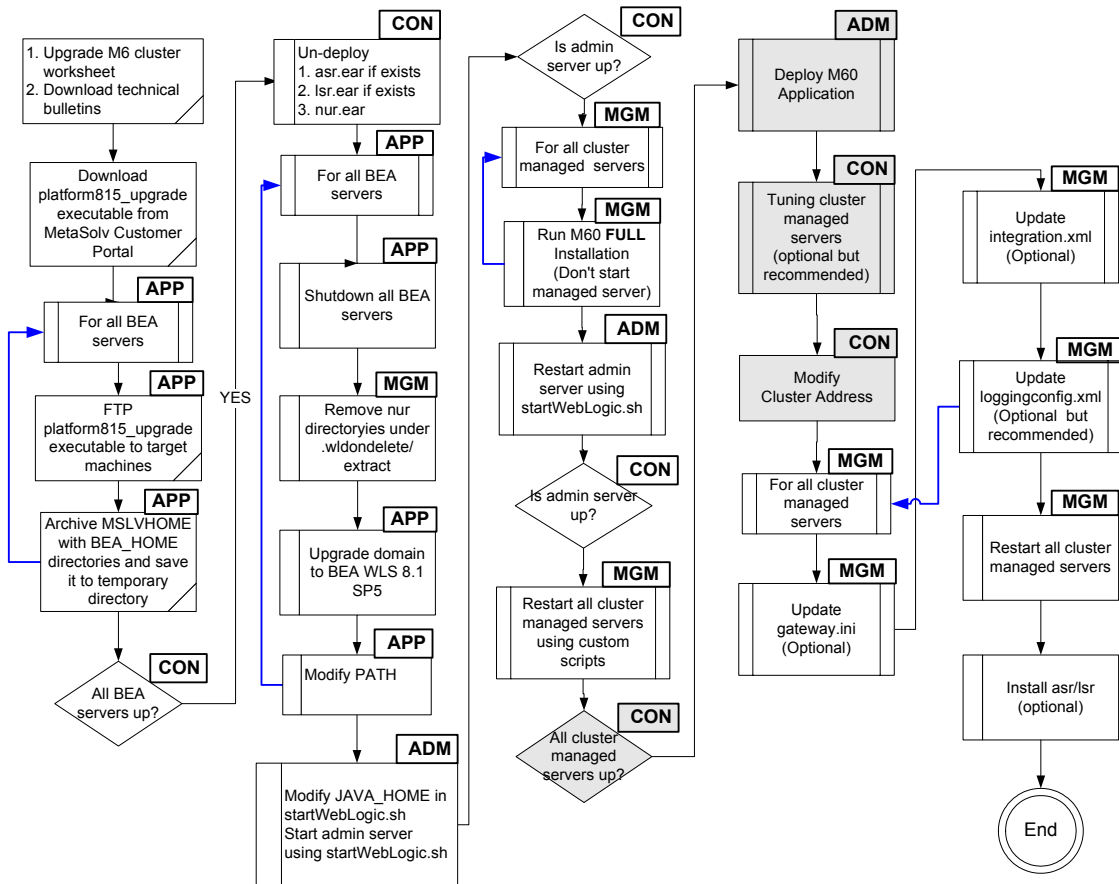 1. Upgrade M6 cluster
worksheet
2. Download technical
bulletins
Download
platform815_upgrade
executable from
MetaSolv Customer
Portal
APP
For all BEA
servers
APP
FTP
platform815_upgrade
executable to target
machines
APP
Archive MSLVHOME
with BEA_HOME
directories and save
it to temporary
directory
CON
All BEA
servers up?
YES
CON
Un-deploy
1. asr.ear if exists
2. lsr.ear if exists
3. nur.ear
APP
For all BEA
servers
APP
Shutdown all BEA
servers
MGM
Remove nur
directoryies under
.wldondelete/
extract
APP
Upgrade domain
to BEA WLS 8.1
SP5
APP
Modify PATH
ADM
Modify JAVA_HOME in
startWebLogic.sh
Start admin server
using startWebLogic.sh
CON
Is admin
server up?
MGM
For all cluster
managed servers
MGM
Run M60 FULL
Installation
(Don't start
managed server)
ADM
Restart admin
server using
startWebLogic.sh
CON
Is admin server
up?
MGM
Restart all cluster
managed servers
using custom
scripts
CON
All cluster
managed
servers up?
ADM
Deploy M60
Application
CON
Tuning cluster
managed
servers
(optional but
recommended)
CON
Modify
Cluster Address
MGM
For all cluster
managed
servers
MGM
Update
gateway.ini
(Optional)
MGM
Update
integration.xml
(Optional)
MGM
Update
loggingconfig.xml
(Optional but
recommended)
MGM
Restart all cluster
managed servers
Install asr/lsr
(optional)
End